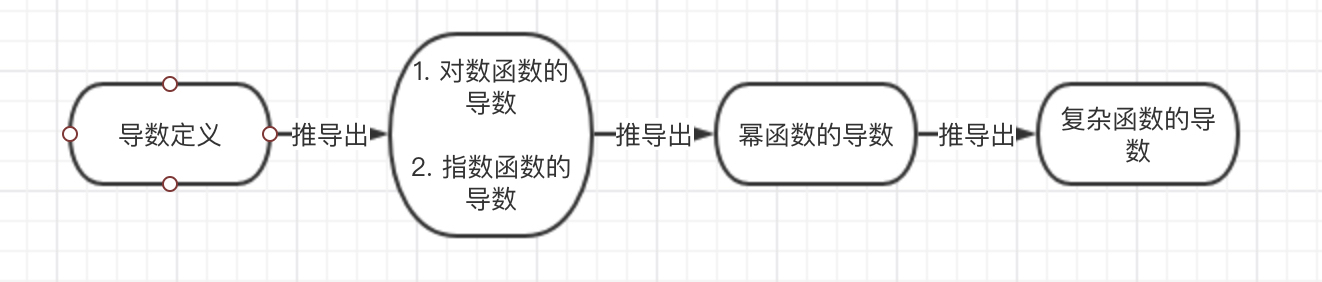 导数定义
推导出
1. 对数函数的
导数
2. 指数函数的
导数
推导出
幂函数的导数
推导出
复杂函数的导
数